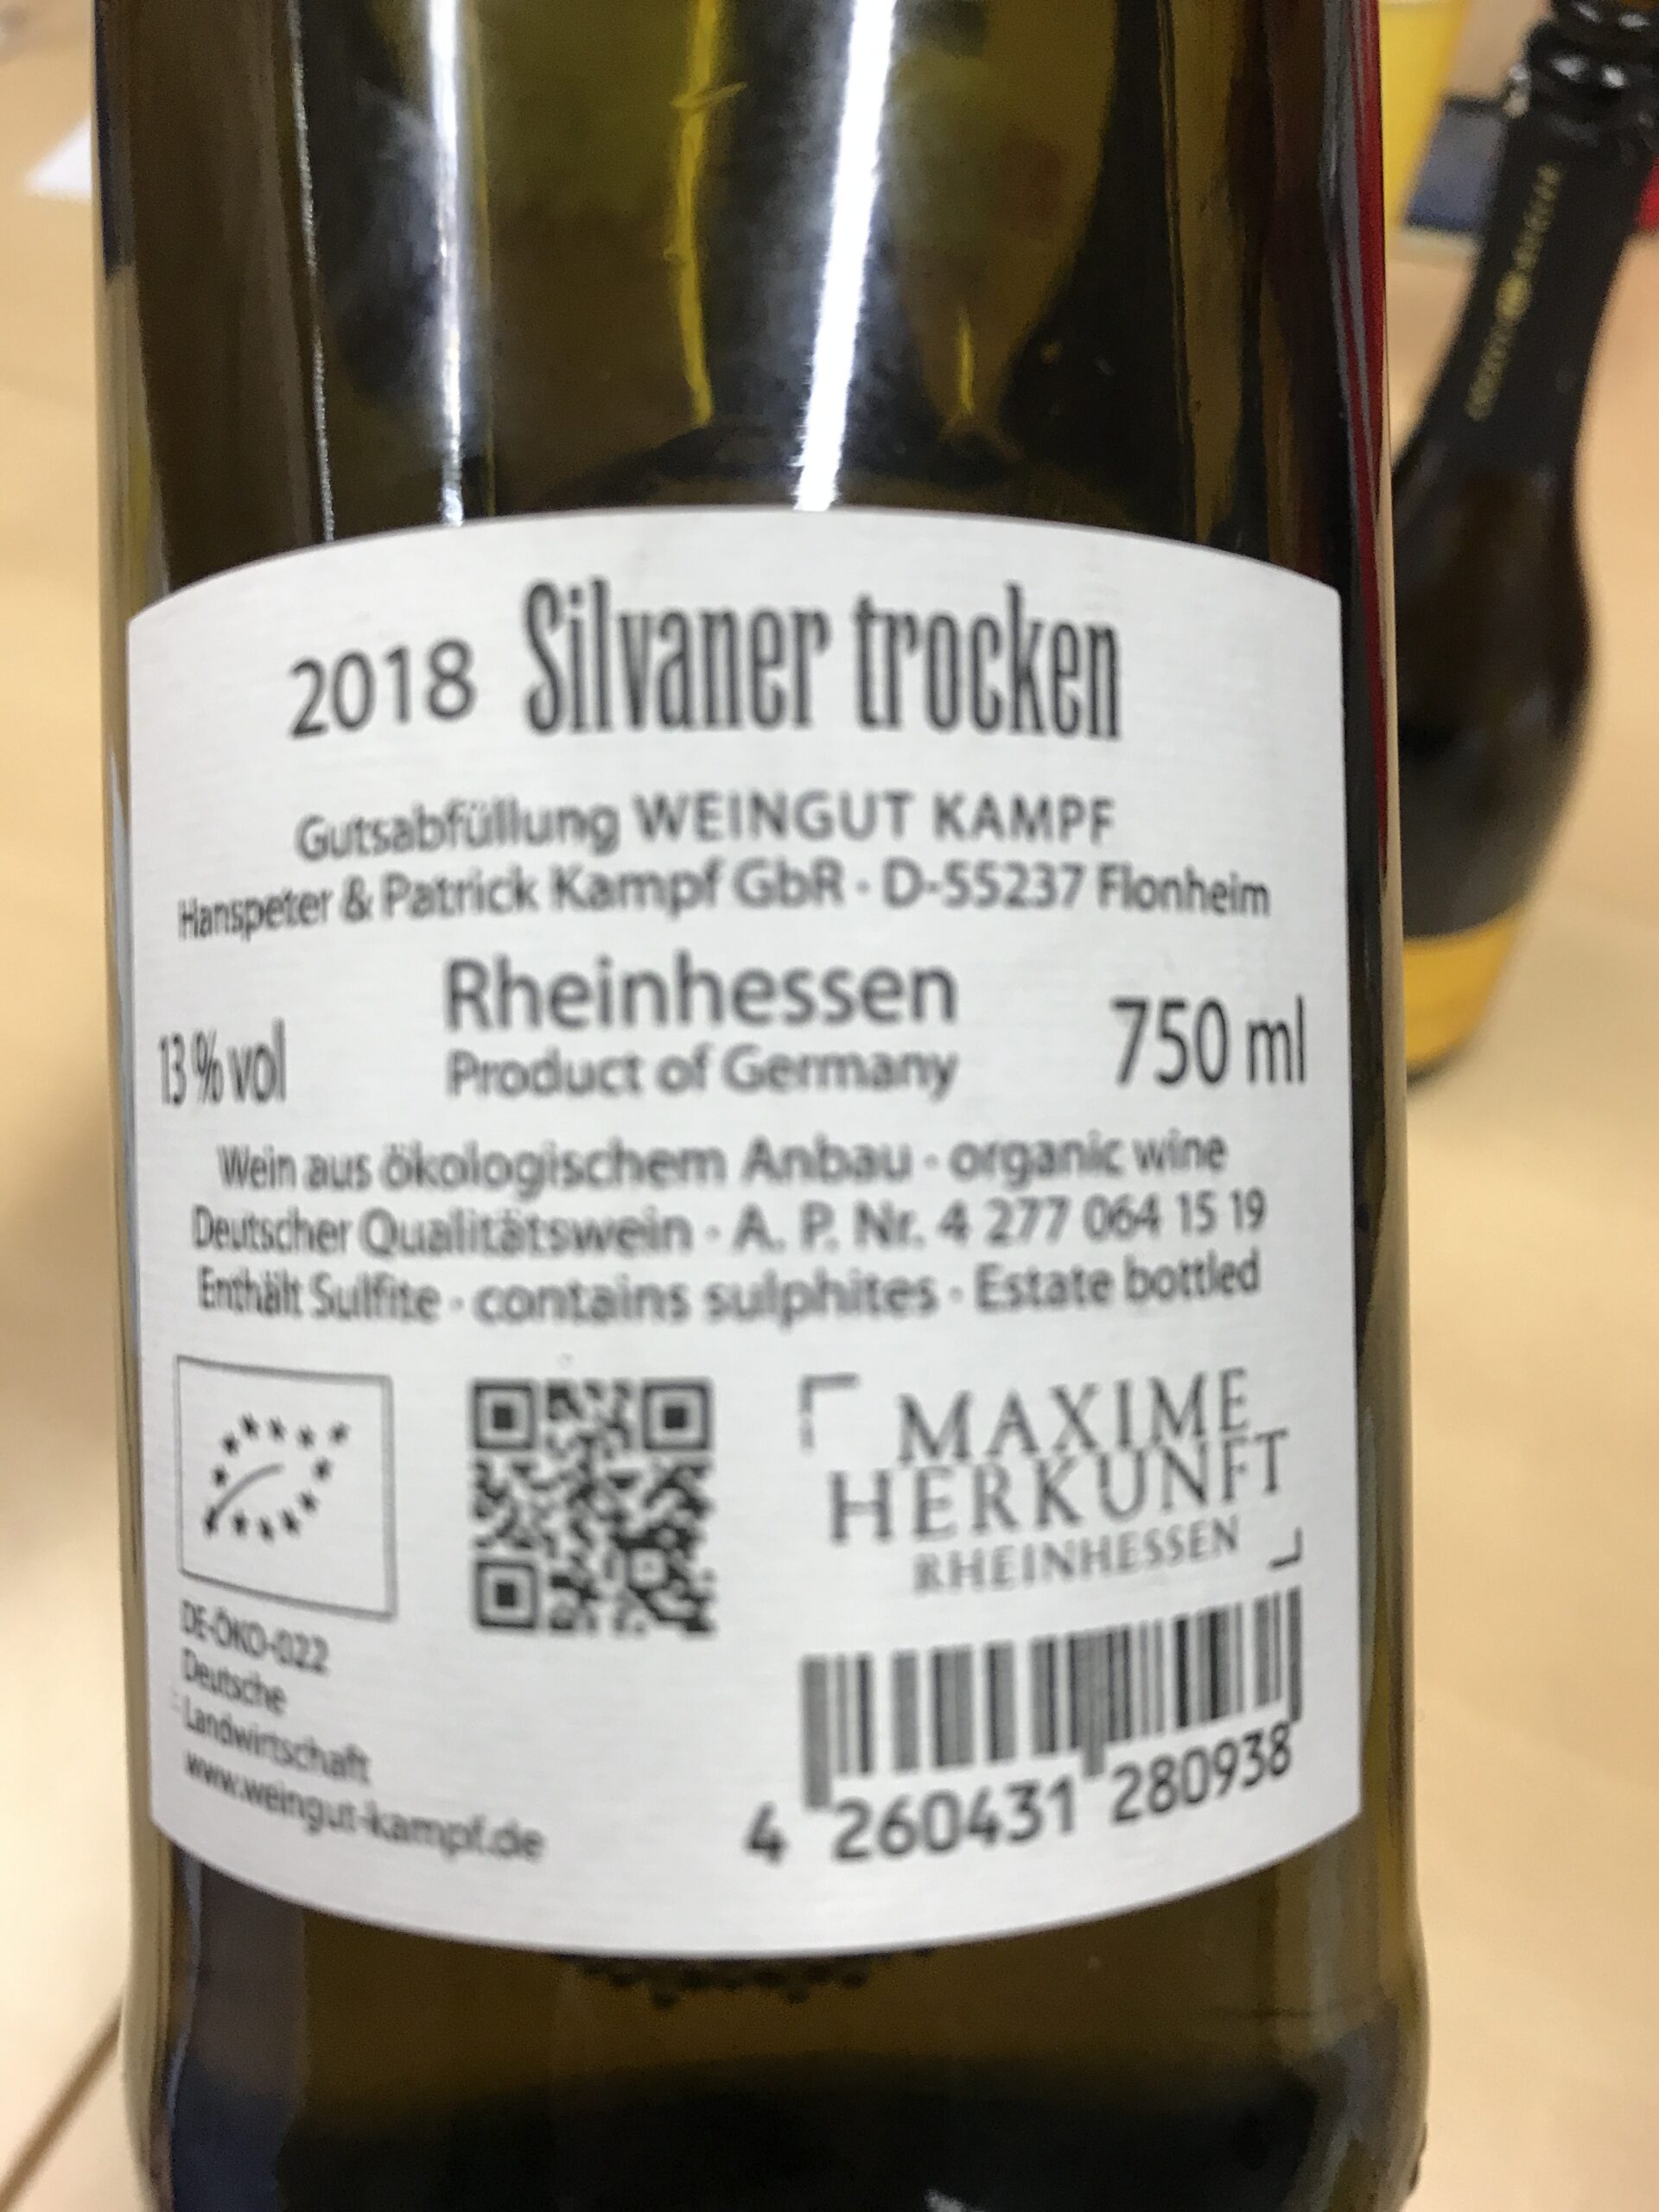 2018 Silvaner trocken
Gutsabfüllung WEINGUT KAMPF
Hanspeter & Patrick Kampf GbR · D-55237 Flonheim
Rheinhessen
13 % vol
Product of Germany
750 ml
Wein aus ökologischem Anbau · organic wine
Deutscher Qualitätswein · A. P. Nr. 4 277 064 15 19
Enthält Sulfite · contains sulphites · Estate bottled
MAXIME
HERKUNFT
RHEINHESSEN
DE-ÖKO-022
Deutsche
Landwirtschaft
www.weingut-kampf.de
4 260431 280938